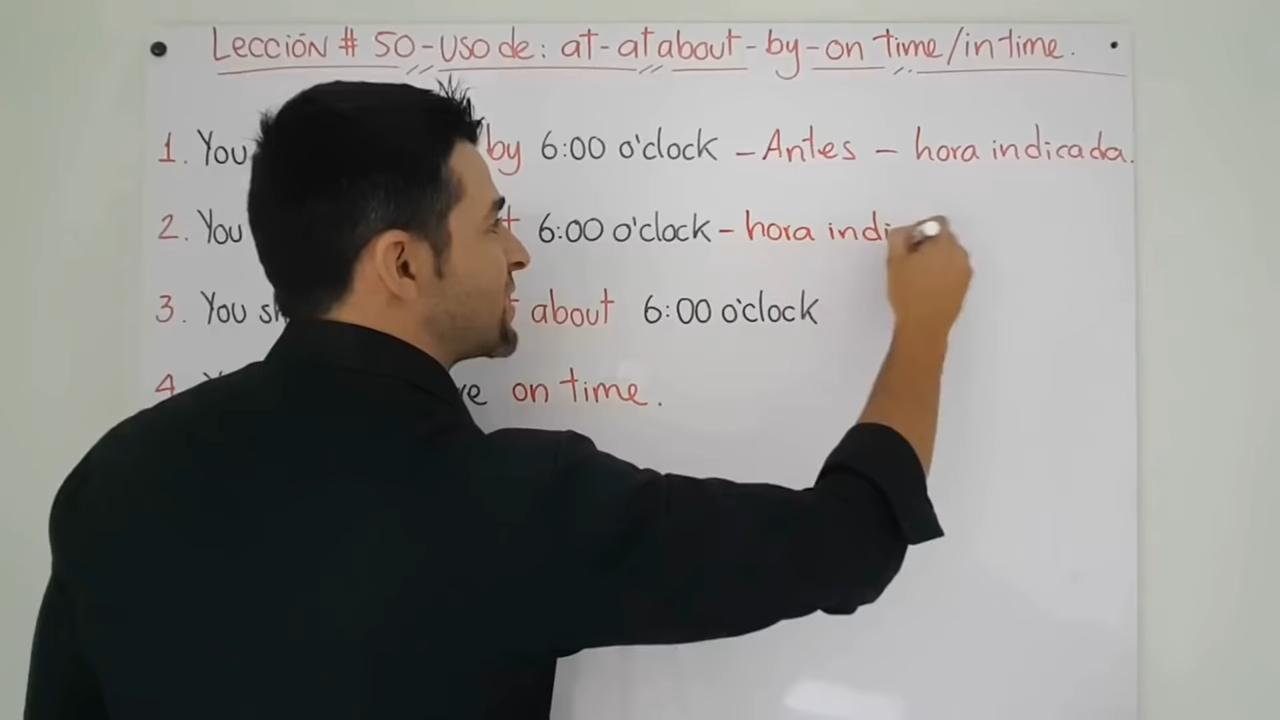 Lección # 50-uso de: at-at about-by-on time/in time.
1. You by 6:00 o'clock - Antes - hora indicada.
2. You 6:00 o'clock - hora indi
3. You about 6:00 o'clock
4. on time.